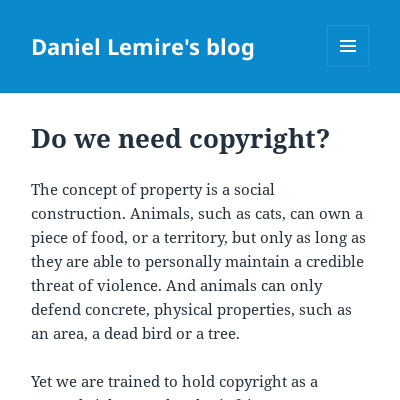 Daniel Lemire's blog
Do we need copyright?
The concept of property is a social
construction. Animals, such as cats, can own a
piece of food, or a territory, but only as long as
they are able to personally maintain a credible
threat of violence. And animals can only
defend concrete, physical properties, such as
an area, a dead bird or a tree.
Yet we are trained to hold copyright as a